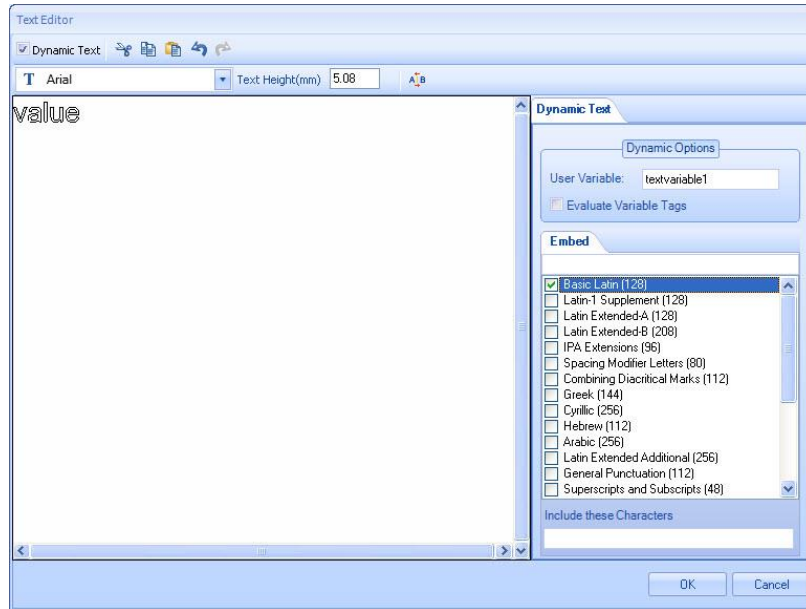 Text Editor
Dynamic Text
T Arial Text Height(mm) 5.08 A B
value
Dynamic Text
Dynamic Options
User Variable: textvariable1
Evaluate Variable Tags
Embed
Basic Latin (128)
Latin-1 Supplement (128)
Latin Extended-A (128)
Latin Extended-B (208)
IPA Extensions (96)
Spacing Modifier Letters (80)
Combining Diacritical Marks (112)
Greek (144)
Cyrillic (256)
Hebrew (112)
Arabic (256)
Latin Extended Additional (256)
General Punctuation (112)
Superscripts and Subscripts (48)
Include these Characters
OK Cancel